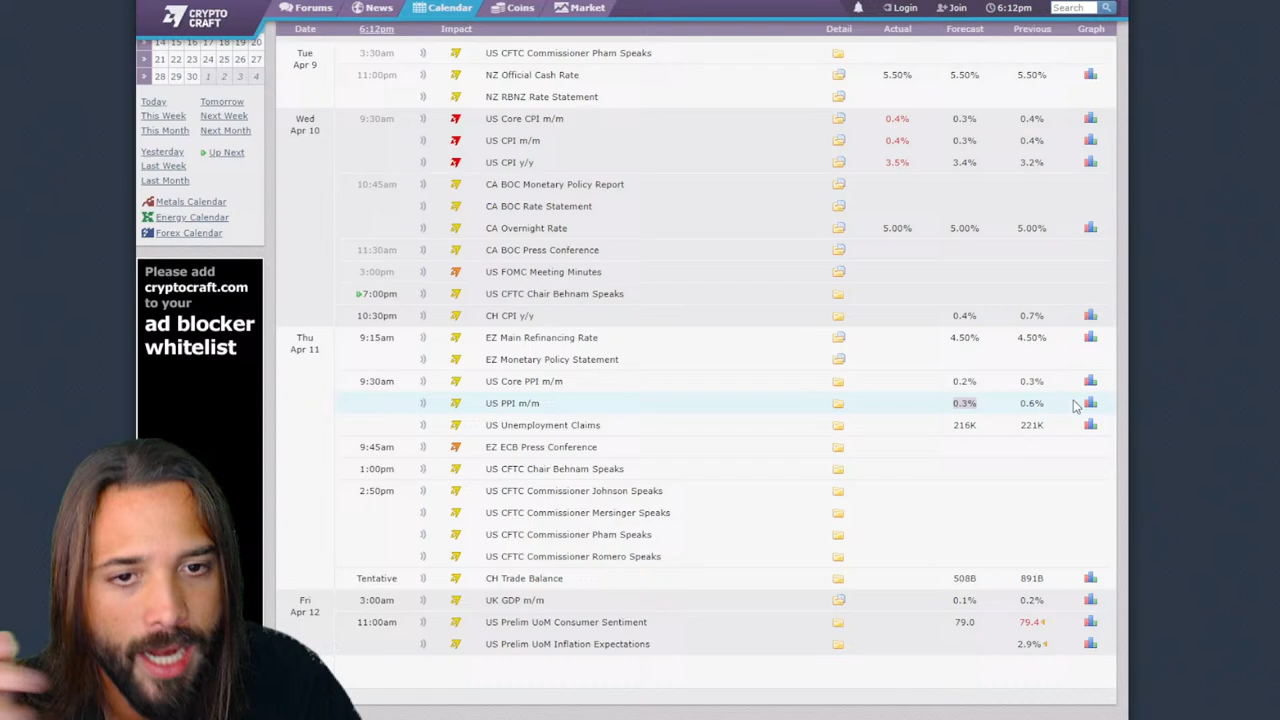 CRYPTO CRAFT
Forums News Calendar Coins Market Login Join 6:12pm Search
Date 6:12pm Impact Detail Actual Forecast Previous Graph
14 15 16 17 18 19 20
> 21 22 23 24 25 26 27
> 28 29 30 1 2 3 4
Today Tomorrow
This Week Next Week
This Month Next Month
Yesterday Up Next
Last Week
Last Month
Metals Calendar
Energy Calendar
Forex Calendar
Please add
cryptocraft.com
to your
ad blocker
whitelist
Tue Apr 9 3:30am US CFTC Commissioner Pham Speaks
11:00pm NZ Official Cash Rate 5.50% 5.50% 5.50%
NZ RBNZ Rate Statement
Wed Apr 10 9:30am US Core CPI m/m 0.4% 0.3% 0.4%
US CPI m/m 0.4% 0.3% 0.4%
US CPI y/y 3.5% 3.4% 3.2%
10:45am CA BOC Monetary Policy Report
CA BOC Rate Statement
CA Overnight Rate 5.00% 5.00% 5.00%
11:30am CA BOC Press Conference
3:00pm US FOMC Meeting Minutes
7:00pm US CFTC Chair Behnam Speaks
10:30pm CH CPI y/y 0.4% 0.7%
Thu Apr 11 9:15am EZ Main Refinancing Rate 4.50% 4.50%
EZ Monetary Policy Statement
9:30am US Core PPI m/m 0.2% 0.3%
US PPI m/m 0.3% 0.6%
US Unemployment Claims 216K 221K
9:45am EZ ECB Press Conference
1:00pm US CFTC Chair Behnam Speaks
2:50pm US CFTC Commissioner Johnson Speaks
US CFTC Commissioner Mersinger Speaks
US CFTC Commissioner Pham Speaks
US CFTC Commissioner Romero Speaks
Tentative CH Trade Balance 508B 891B
Fri Apr 12 3:00am UK GDP m/m 0.1% 0.2%
11:00am US Prelim UoM Consumer Sentiment 79.0 79.4
US Prelim UoM Inflation Expectations 2.9%